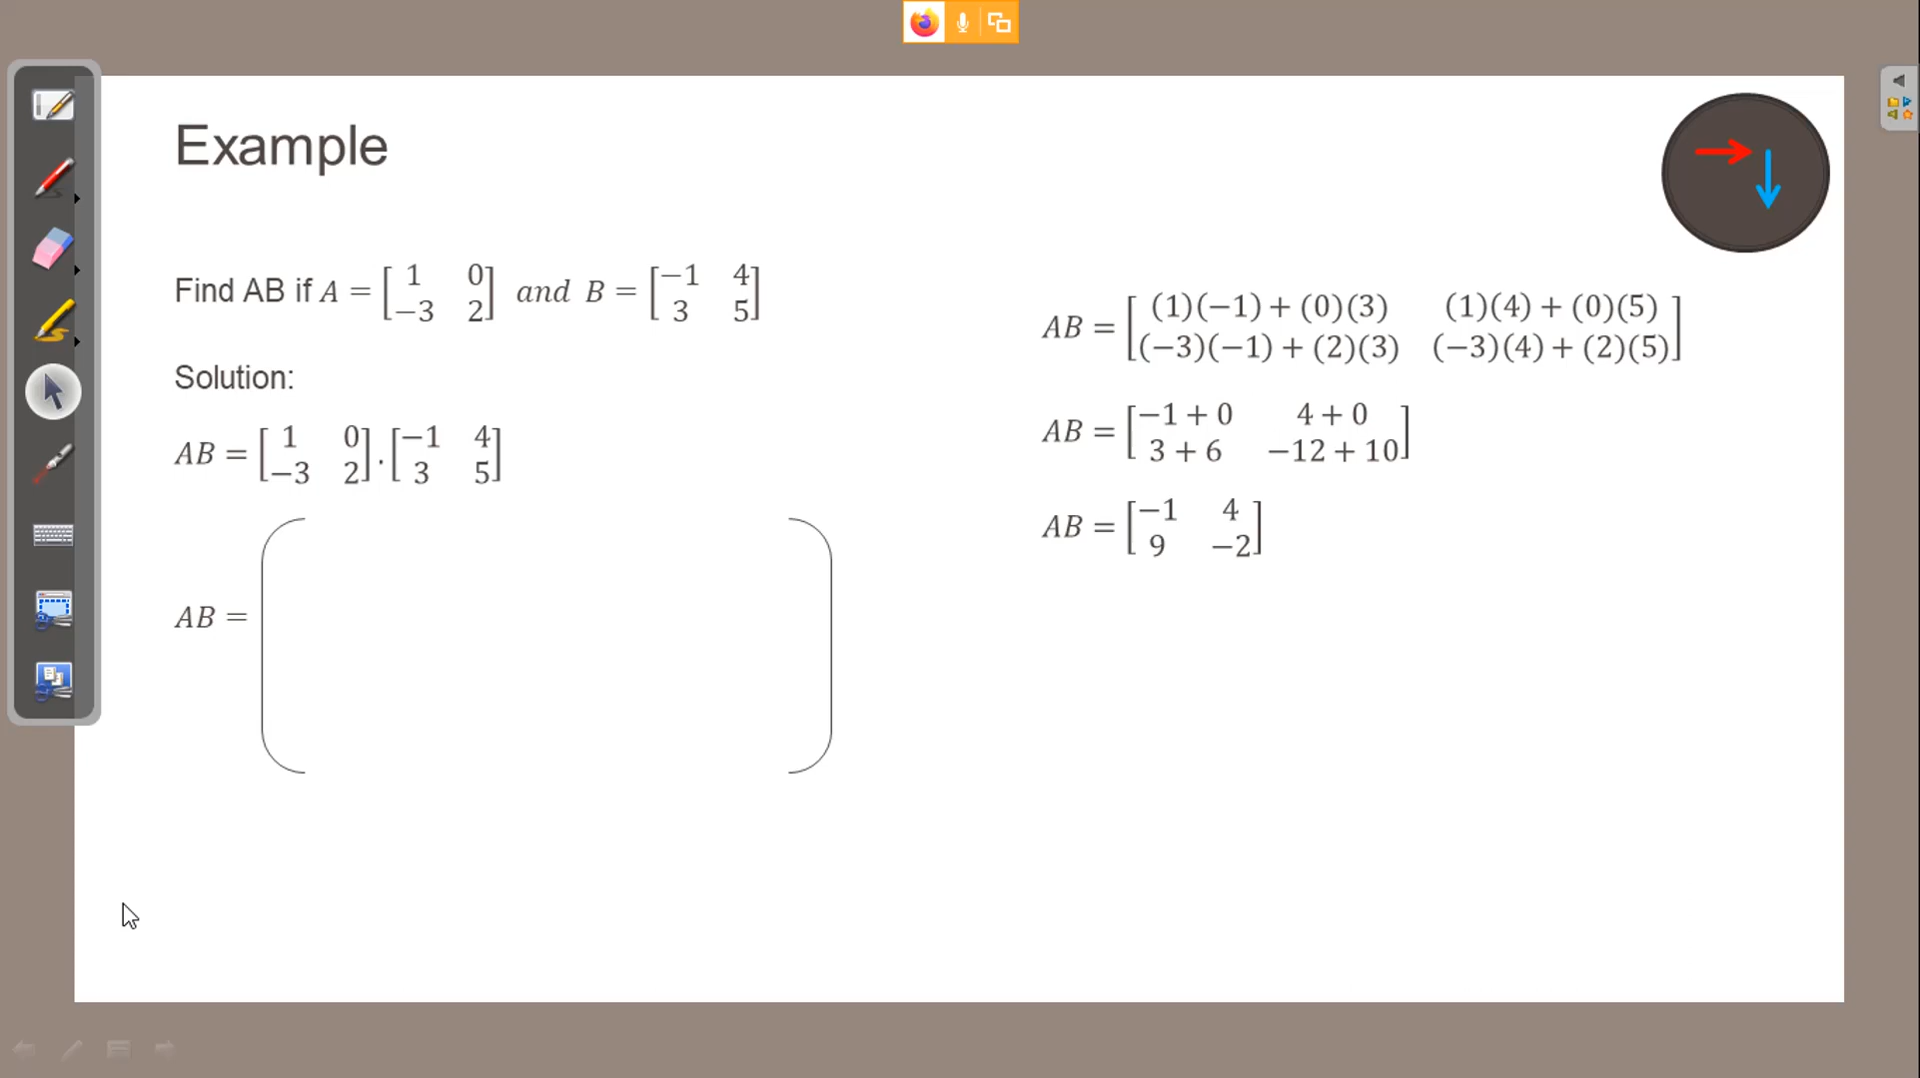 Example
Find AB if A = [1 0; −3 2] and B = [−1 4; 3 5]
Solution:
AB = [1 0; −3 2] . [−1 4; 3 5]
AB =
AB = [(1)(−1) + (0)(3) (1)(4) + (0)(5); (−3)(−1) + (2)(3) (−3)(4) + (2)(5)]
AB = [−1 + 0 4 + 0; 3 + 6 −12 + 10]
AB = [−1 4; 9 −2]